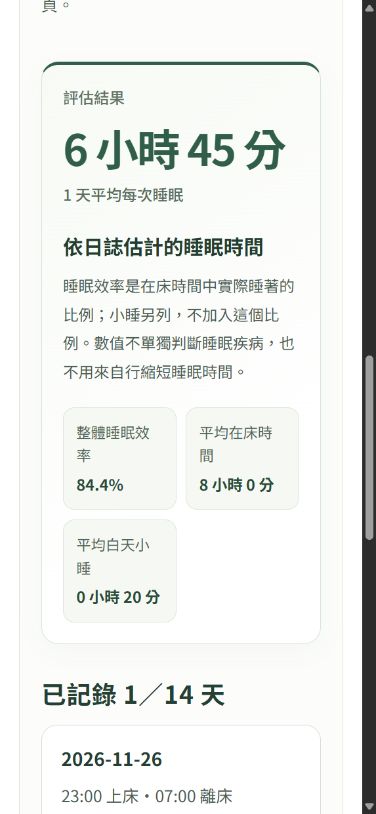 頁。
評估結果
6 小時 45 分
1 天平均每次睡眠
依日誌估計的睡眠時間
睡眠效率是在床時間中實際睡著的
比例；小睡另列，不加入這個比
例。數值不單獨判斷睡眠疾病，也
不用來自行縮短睡眠時間。
整體睡眠效
率
84.4%
平均在床時
間
8 小時 0 分
平均白天小
睡
0 小時 20 分
已記錄 1／14 天
2026-11-26
23:00 上床・07:00 離床